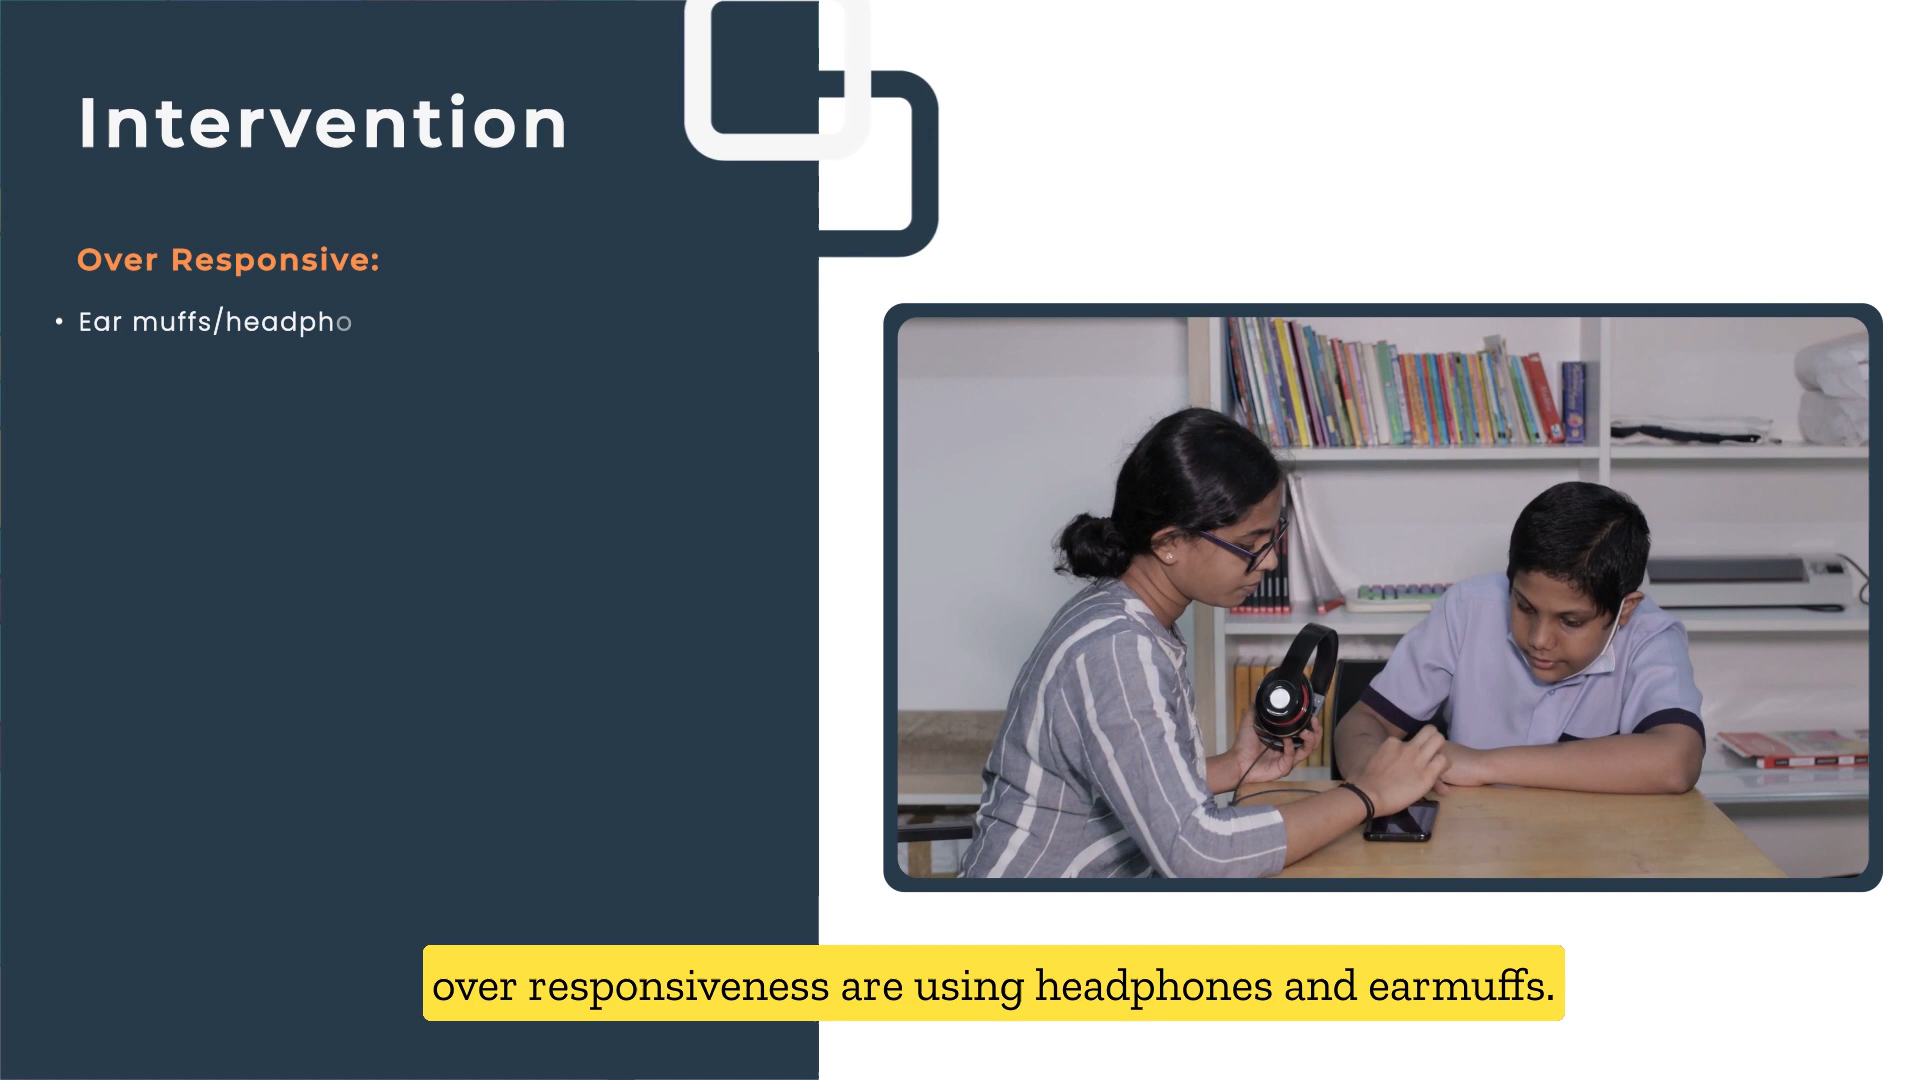 Intervention
Over Responsive:
• Ear muffs/headpho
over responsiveness are using headphones and earmuffs.